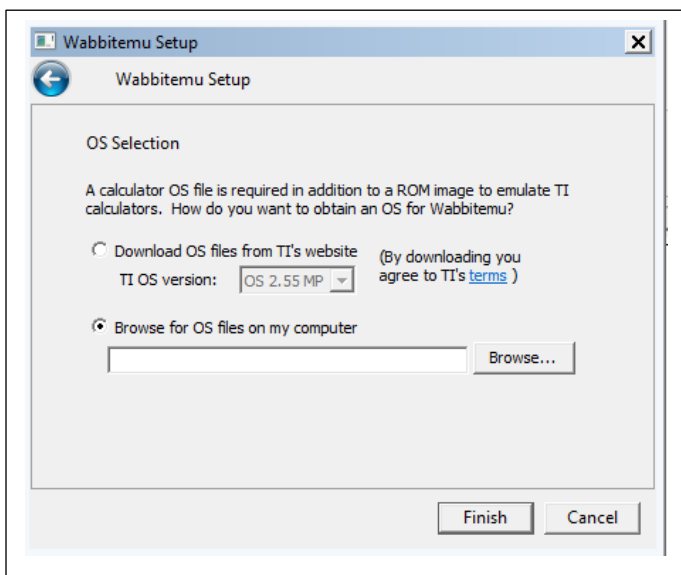 Wabbitemu Setup
Wabbitemu Setup
OS Selection
A calculator OS file is required in addition to a ROM image to emulate TI
calculators. How do you want to obtain an OS for Wabbitemu?
Download OS files from TI's website
(By downloading you
agree to TI's terms )
TI OS version: OS 2.55 MP
Browse for OS files on my computer
Browse...
Finish Cancel